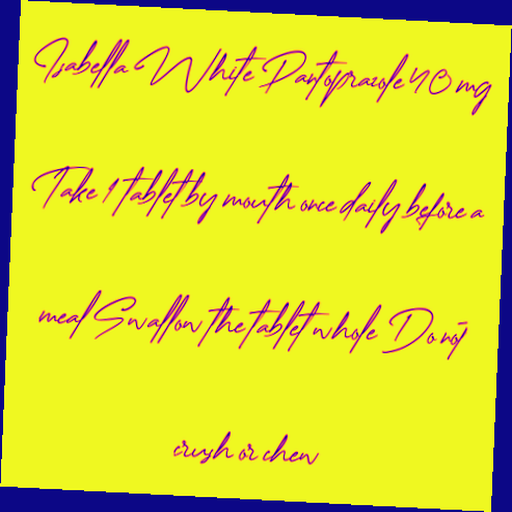 Isabella White Pantoprazole 40 mg
Take 1 tablet by mouth once daily before a
meal Swallow the tablet whole Do not
crush or chew